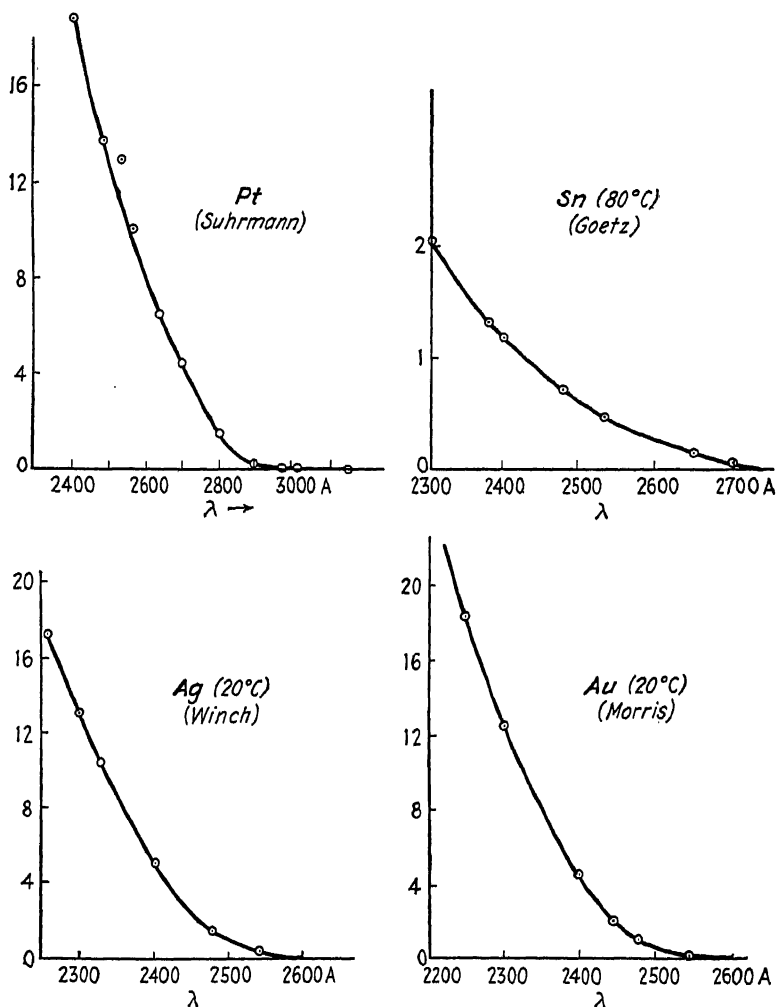 16
12
8
4
0
2400 2600 2800 3000 A
λ →
Pt
(Suhrmann)
2
1
0
2300 2400 2500 2600 2700 A
λ
Sn (80°C)
(Goetz)
20
16
12
8
4
0
2300 2400 2500 2600 A
λ
Ag (20°C)
(Winch)
20
16
12
8
4
0
2200 2300 2400 2500 2600 A
λ
Au (20°C)
(Morris)